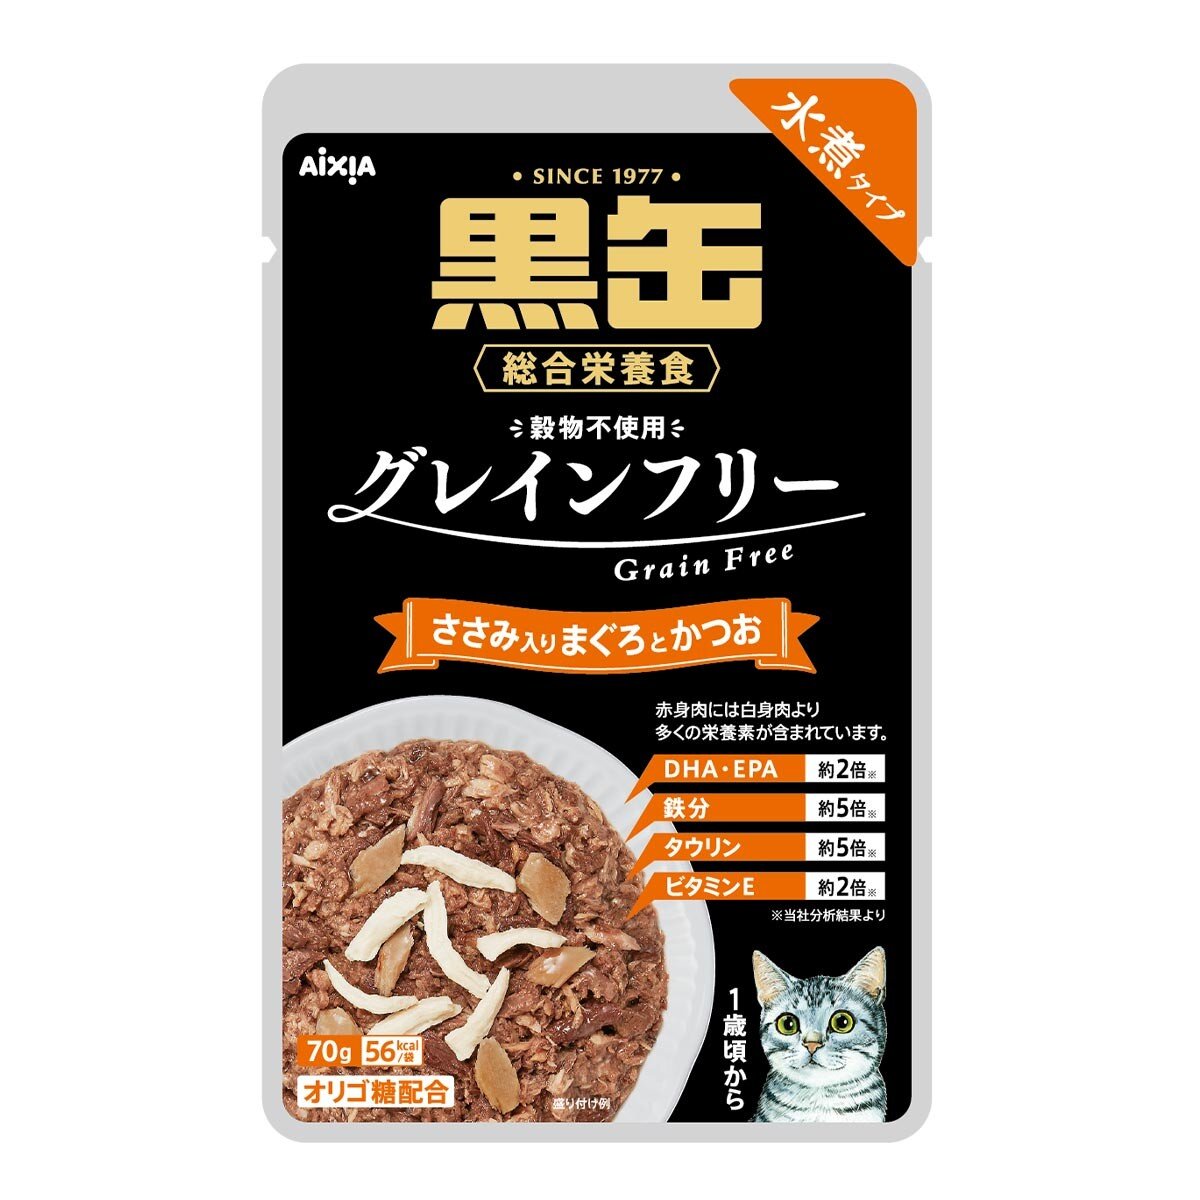 AIXIA
水煮タイプ
• SINCE 1977 •
黒缶
総合栄養食
穀物不使用
グレインフリー
Grain Free
ささみ入りまぐろとかつお
赤身肉には白身肉より
多くの栄養素が含まれています。
DHA・EPA 約2倍※
鉄分 約5倍※
タウリン 約5倍※
ビタミンE 約2倍※
※当社分析結果より
1歳頃から
70g 56kcal/袋
オリゴ糖配合
盛り付け例